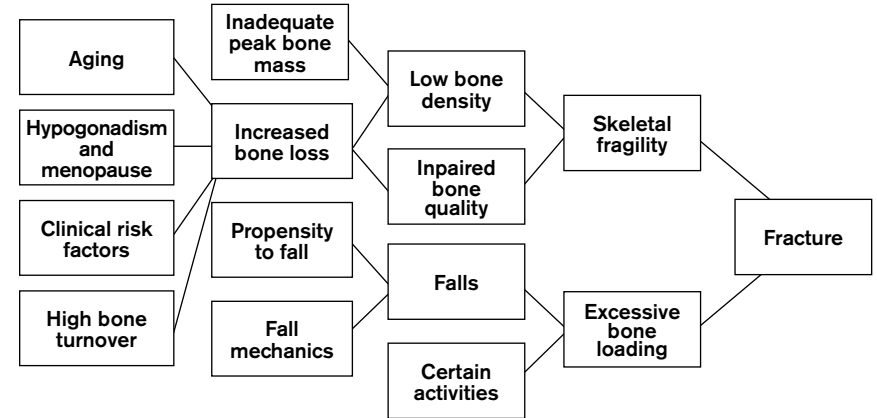 Aging
Hypogonadism
and
menopause
Clinical risk
factors
High bone
turnover
Inadequate
peak bone
mass
Increased
bone loss
Propensity
to fall
Fall
mechanics
Low bone
density
Inpaired
bone
quality
Falls
Certain
activities
Skeletal
fragility
Excessive
bone
loading
Fracture